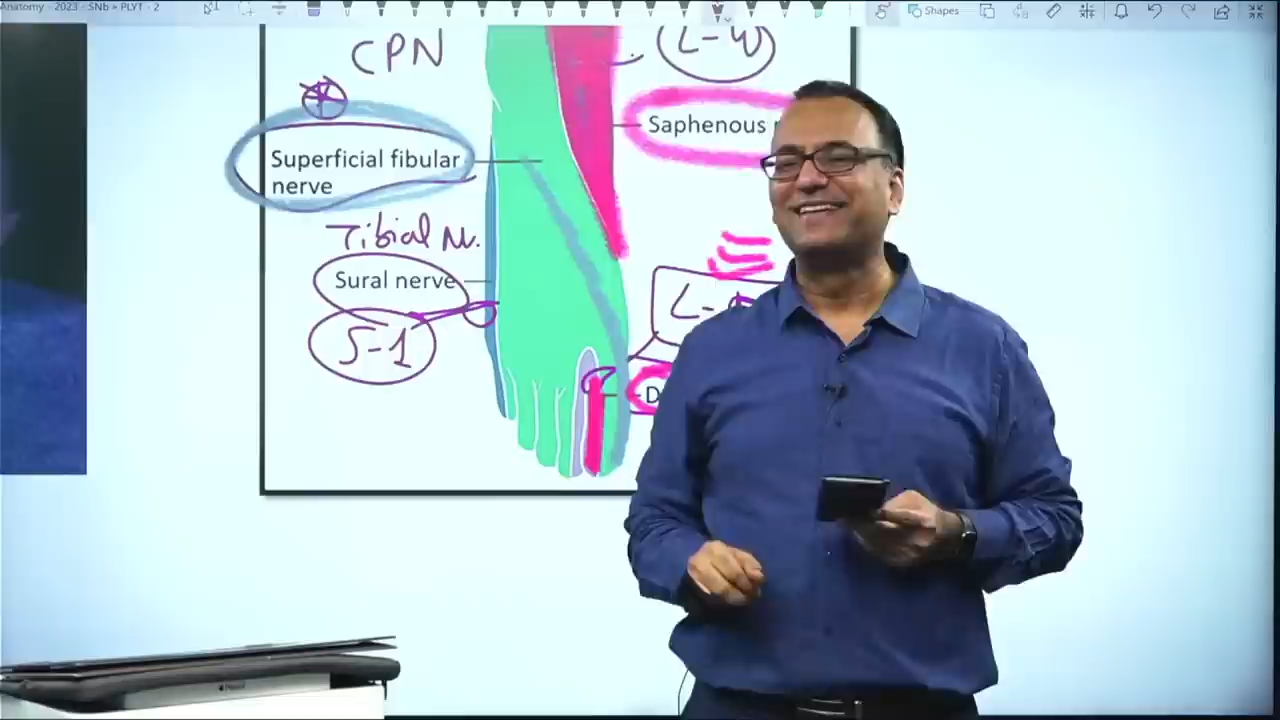 Anatomy - 2023 - SNb > PLYT - 2
Shapes
CPN
L-4
Saphenous
Superficial fibular
nerve
Tibial N.
Sural nerve
S-1
L-
D